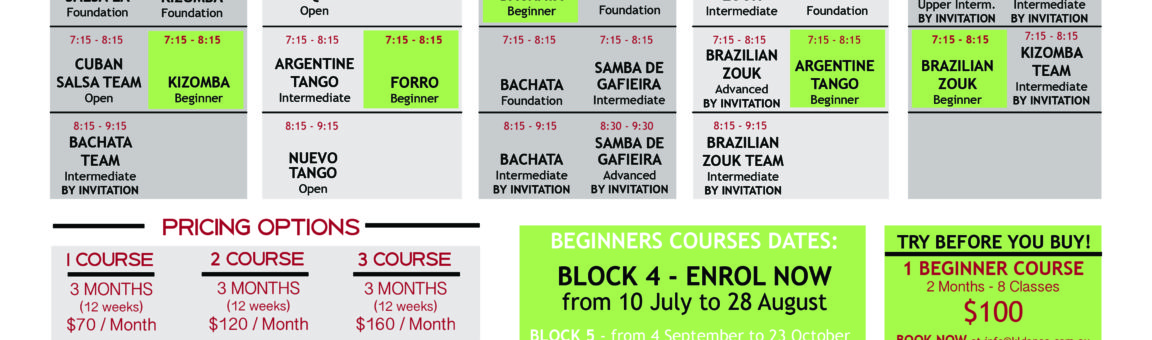 Foundation
Foundation
Open
Beginner
Foundation
Intermediate
Foundation
Upper Interm.
BY INVITATION
Intermediate
BY INVITATION
7:15 - 8:15
CUBAN
SALSA TEAM
Open
7:15 - 8:15
KIZOMBA
Beginner
7:15 - 8:15
ARGENTINE
TANGO
Intermediate
7:15 - 8:15
FORRO
Beginner
7:15 - 8:15
BACHATA
Foundation
7:15 - 8:15
SAMBA DE
GAFIEIRA
Intermediate
7:15 - 8:15
BRAZILIAN
ZOUK
Advanced
BY INVITATION
7:15 - 8:15
ARGENTINE
TANGO
Beginner
7:15 - 8:15
BRAZILIAN
ZOUK
Beginner
7:15 - 8:15
KIZOMBA
TEAM
Intermediate
BY INVITATION
8:15 - 9:15
BACHATA
TEAM
Intermediate
BY INVITATION
8:15 - 9:15
NUEVO
TANGO
Open
8:15 - 9:15
BACHATA
Intermediate
BY INVITATION
8:30 - 9:30
SAMBA DE
GAFIEIRA
Advanced
BY INVITATION
8:15 - 9:15
BRAZILIAN
ZOUK TEAM
Intermediate
BY INVITATION
PRICING OPTIONS
1 COURSE
3 MONTHS
(12 weeks)
$70 / Month
2 COURSE
3 MONTHS
(12 weeks)
$120 / Month
3 COURSE
3 MONTHS
(12 weeks)
$160 / Month
BEGINNERS COURSES DATES:
BLOCK 4 - ENROL NOW
from 10 July to 28 August
BLOCK 5 - from 4 September to 23 October
TRY BEFORE YOU BUY!
1 BEGINNER COURSE
2 Months - 8 Classes
$100
BOOK NOW at